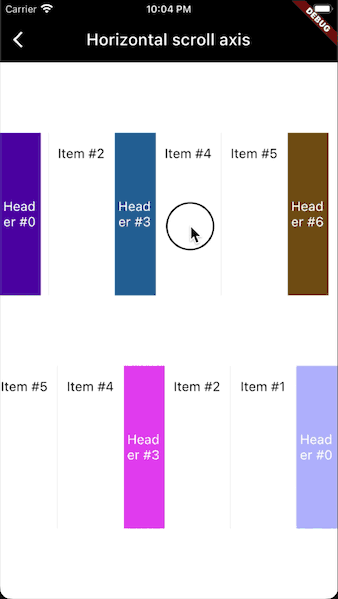 Carrier 10:04 PM
DEBUG
Horizontal scroll axis
Item #2 Item #4 Item #5
Head Head Head
er #0 er #3 er #6
Item #5 Item #4 Item #2 Item #1
Head Head
er #3 er #0